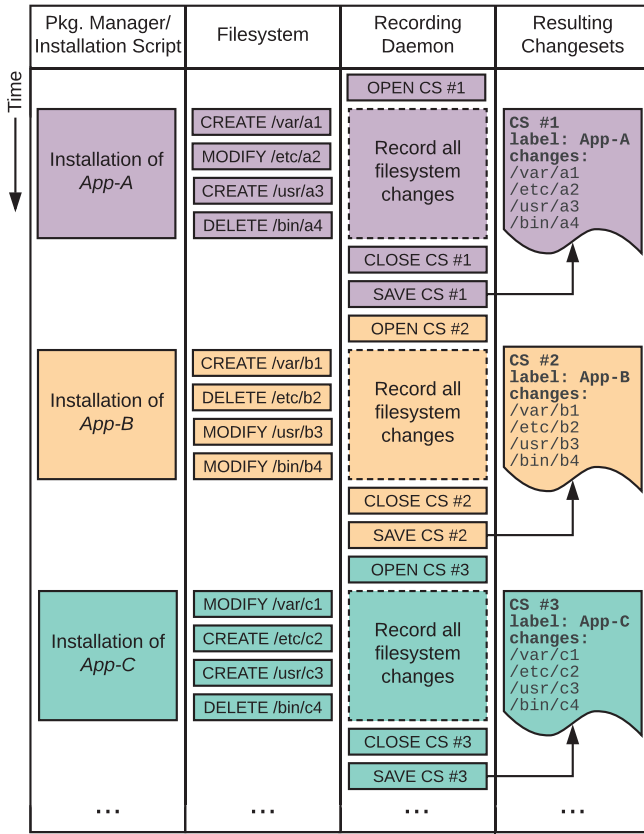 Pkg. Manager/
Installation Script
Filesystem
Recording
Daemon
Resulting
Changesets
Time
OPEN CS #1
Installation of
App-A
CREATE /var/a1
MODIFY /etc/a2
CREATE /usr/a3
DELETE /bin/a4
Record all
filesystem
changes
CS #1
label: App-A
changes:
/var/a1
/etc/a2
/usr/a3
/bin/a4
CLOSE CS #1
SAVE CS #1
OPEN CS #2
Installation of
App-B
CREATE /var/b1
DELETE /etc/b2
MODIFY /usr/b3
MODIFY /bin/b4
Record all
filesystem
changes
CS #2
label: App-B
changes:
/var/b1
/etc/b2
/usr/b3
/bin/b4
CLOSE CS #2
SAVE CS #2
OPEN CS #3
Installation of
App-C
MODIFY /var/c1
CREATE /etc/c2
CREATE /usr/c3
DELETE /bin/c4
Record all
filesystem
changes
CS #3
label: App-C
changes:
/var/c1
/etc/c2
/usr/c3
/bin/c4
CLOSE CS #3
SAVE CS #3
... ... ... ...